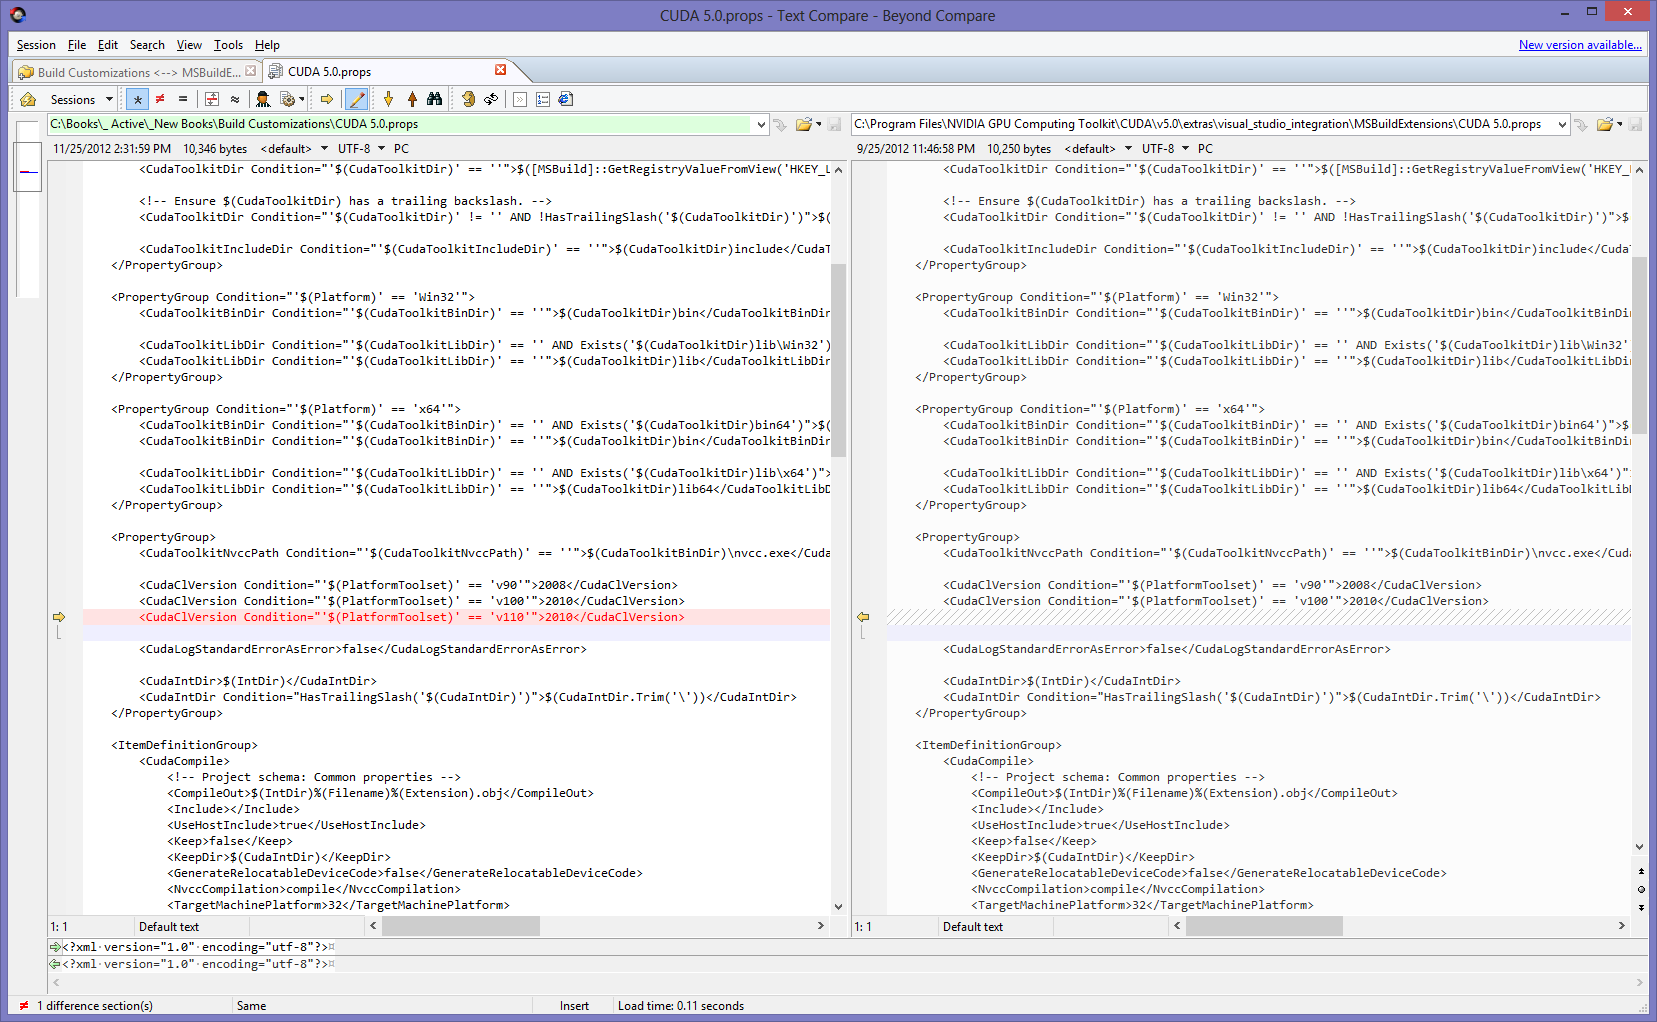 CUDA 5.0.props - Text Compare - Beyond Compare
Session File Edit Search View Tools Help New version available...
Build Customizations <--> MSBuildE... CUDA 5.0.props
Sessions
C:\Books\_ Active\_New Books\Build Customizations\CUDA 5.0.props
11/25/2012 2:31:59 PM 10,346 bytes <default> UTF-8 PC
<CudaToolkitDir Condition="'$(CudaToolkitDir)' == ''">$([MSBuild]::GetRegistryValueFromView('HKEY_L
<!-- Ensure $(CudaToolkitDir) has a trailing backslash. -->
<CudaToolkitDir Condition="'$(CudaToolkitDir)' != '' AND !HasTrailingSlash('$(CudaToolkitDir)')">$(
<CudaToolkitIncludeDir Condition="'$(CudaToolkitIncludeDir)' == ''">$(CudaToolkitDir)include</CudaT
</PropertyGroup>
<PropertyGroup Condition="'$(Platform)' == 'Win32'">
<CudaToolkitBinDir Condition="'$(CudaToolkitBinDir)' == ''">$(CudaToolkitDir)bin</CudaToolkitBinDir
<CudaToolkitLibDir Condition="'$(CudaToolkitLibDir)' == '' AND Exists('$(CudaToolkitDir)lib\Win32')
<CudaToolkitLibDir Condition="'$(CudaToolkitLibDir)' == ''">$(CudaToolkitDir)lib</CudaToolkitLibDir
</PropertyGroup>
<PropertyGroup Condition="'$(Platform)' == 'x64'">
<CudaToolkitBinDir Condition="'$(CudaToolkitBinDir)' == '' AND Exists('$(CudaToolkitDir)bin64')">$(
<CudaToolkitBinDir Condition="'$(CudaToolkitBinDir)' == ''">$(CudaToolkitDir)bin</CudaToolkitBinDir
<CudaToolkitLibDir Condition="'$(CudaToolkitLibDir)' == '' AND Exists('$(CudaToolkitDir)lib\x64')">
<CudaToolkitLibDir Condition="'$(CudaToolkitLibDir)' == ''">$(CudaToolkitDir)lib64</CudaToolkitLibD
</PropertyGroup>
<PropertyGroup>
<CudaToolkitNvccPath Condition="'$(CudaToolkitNvccPath)' == ''">$(CudaToolkitBinDir)\nvcc.exe</Cuda
<CudaClVersion Condition="'$(PlatformToolset)' == 'v90'">2008</CudaClVersion>
<CudaClVersion Condition="'$(PlatformToolset)' == 'v100'">2010</CudaClVersion>
<CudaClVersion Condition="'$(PlatformToolset)' == 'v110'">2010</CudaClVersion>
<CudaLogStandardErrorAsError>false</CudaLogStandardErrorAsError>
<CudaIntDir>$(IntDir)</CudaIntDir>
<CudaIntDir Condition="HasTrailingSlash('$(CudaIntDir)')">$(CudaIntDir.Trim('\'))</CudaIntDir>
</PropertyGroup>
<ItemDefinitionGroup>
<CudaCompile>
<!-- Project schema: Common properties -->
<CompileOut>$(IntDir)%(Filename)%(Extension).obj</CompileOut>
<Include></Include>
<UseHostInclude>true</UseHostInclude>
<Keep>false</Keep>
<KeepDir>$(CudaIntDir)</KeepDir>
<GenerateRelocatableDeviceCode>false</GenerateRelocatableDeviceCode>
<NvccCompilation>compile</NvccCompilation>
<TargetMachinePlatform>32</TargetMachinePlatform>
1: 1 Default text
C:\Program Files\NVIDIA GPU Computing Toolkit\CUDA\v5.0\extras\visual_studio_integration\MSBuildExtensions\CUDA 5.0.props
9/25/2012 11:46:58 PM 10,250 bytes <default> UTF-8 PC
<CudaToolkitDir Condition="'$(CudaToolkitDir)' == ''">$([MSBuild]::GetRegistryValueFromView('HKEY_
<!-- Ensure $(CudaToolkitDir) has a trailing backslash. -->
<CudaToolkitDir Condition="'$(CudaToolkitDir)' != '' AND !HasTrailingSlash('$(CudaToolkitDir)')">$
<CudaToolkitIncludeDir Condition="'$(CudaToolkitIncludeDir)' == ''">$(CudaToolkitDir)include</Cuda
</PropertyGroup>
<PropertyGroup Condition="'$(Platform)' == 'Win32'">
<CudaToolkitBinDir Condition="'$(CudaToolkitBinDir)' == ''">$(CudaToolkitDir)bin</CudaToolkitBinDi
<CudaToolkitLibDir Condition="'$(CudaToolkitLibDir)' == '' AND Exists('$(CudaToolkitDir)lib\Win32'
<CudaToolkitLibDir Condition="'$(CudaToolkitLibDir)' == ''">$(CudaToolkitDir)lib</CudaToolkitLibDi
</PropertyGroup>
<PropertyGroup Condition="'$(Platform)' == 'x64'">
<CudaToolkitBinDir Condition="'$(CudaToolkitBinDir)' == '' AND Exists('$(CudaToolkitDir)bin64')">$
<CudaToolkitBinDir Condition="'$(CudaToolkitBinDir)' == ''">$(CudaToolkitDir)bin</CudaToolkitBinDi
<CudaToolkitLibDir Condition="'$(CudaToolkitLibDir)' == '' AND Exists('$(CudaToolkitDir)lib\x64')"
<CudaToolkitLibDir Condition="'$(CudaToolkitLibDir)' == ''">$(CudaToolkitDir)lib64</CudaToolkitLib
</PropertyGroup>
<PropertyGroup>
<CudaToolkitNvccPath Condition="'$(CudaToolkitNvccPath)' == ''">$(CudaToolkitBinDir)\nvcc.exe</Cud
<CudaClVersion Condition="'$(PlatformToolset)' == 'v90'">2008</CudaClVersion>
<CudaClVersion Condition="'$(PlatformToolset)' == 'v100'">2010</CudaClVersion>
<CudaLogStandardErrorAsError>false</CudaLogStandardErrorAsError>
<CudaIntDir>$(IntDir)</CudaIntDir>
<CudaIntDir Condition="HasTrailingSlash('$(CudaIntDir)')">$(CudaIntDir.Trim('\'))</CudaIntDir>
</PropertyGroup>
<ItemDefinitionGroup>
<CudaCompile>
<!-- Project schema: Common properties -->
<CompileOut>$(IntDir)%(Filename)%(Extension).obj</CompileOut>
<Include></Include>
<UseHostInclude>true</UseHostInclude>
<Keep>false</Keep>
<KeepDir>$(CudaIntDir)</KeepDir>
<GenerateRelocatableDeviceCode>false</GenerateRelocatableDeviceCode>
<NvccCompilation>compile</NvccCompilation>
<TargetMachinePlatform>32</TargetMachinePlatform>
1: 1 Default text
<?xml·version="1.0"·encoding="utf-8"?>¤
<?xml·version="1.0"·encoding="utf-8"?>¤
1 difference section(s) Same Insert Load time: 0.11 seconds